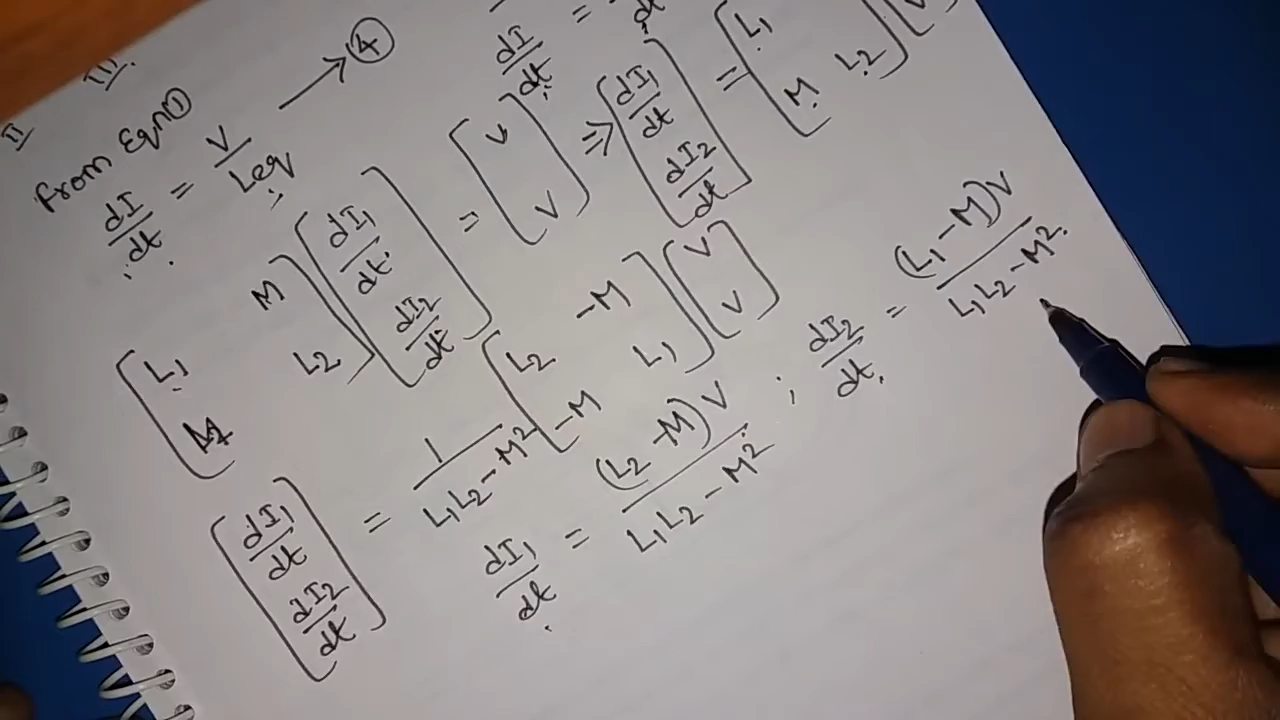 II III.
From Eqn ①
dI/dt = V/Leq → ④
dI/dt =
[L1 M; M L2] [dI1/dt; dI2/dt] = [V; V] ⇒ [dI1/dt; dI2/dt] = [L1; M L2]
[dI1/dt; dI2/dt] = 1/(L1L2 - M²) [L2 -M; -M L1] [V; V]
dI1/dt = (L2 - M)V/(L1L2 - M²) ; dI2/dt = (L1 - M)V/(L1L2 - M²)